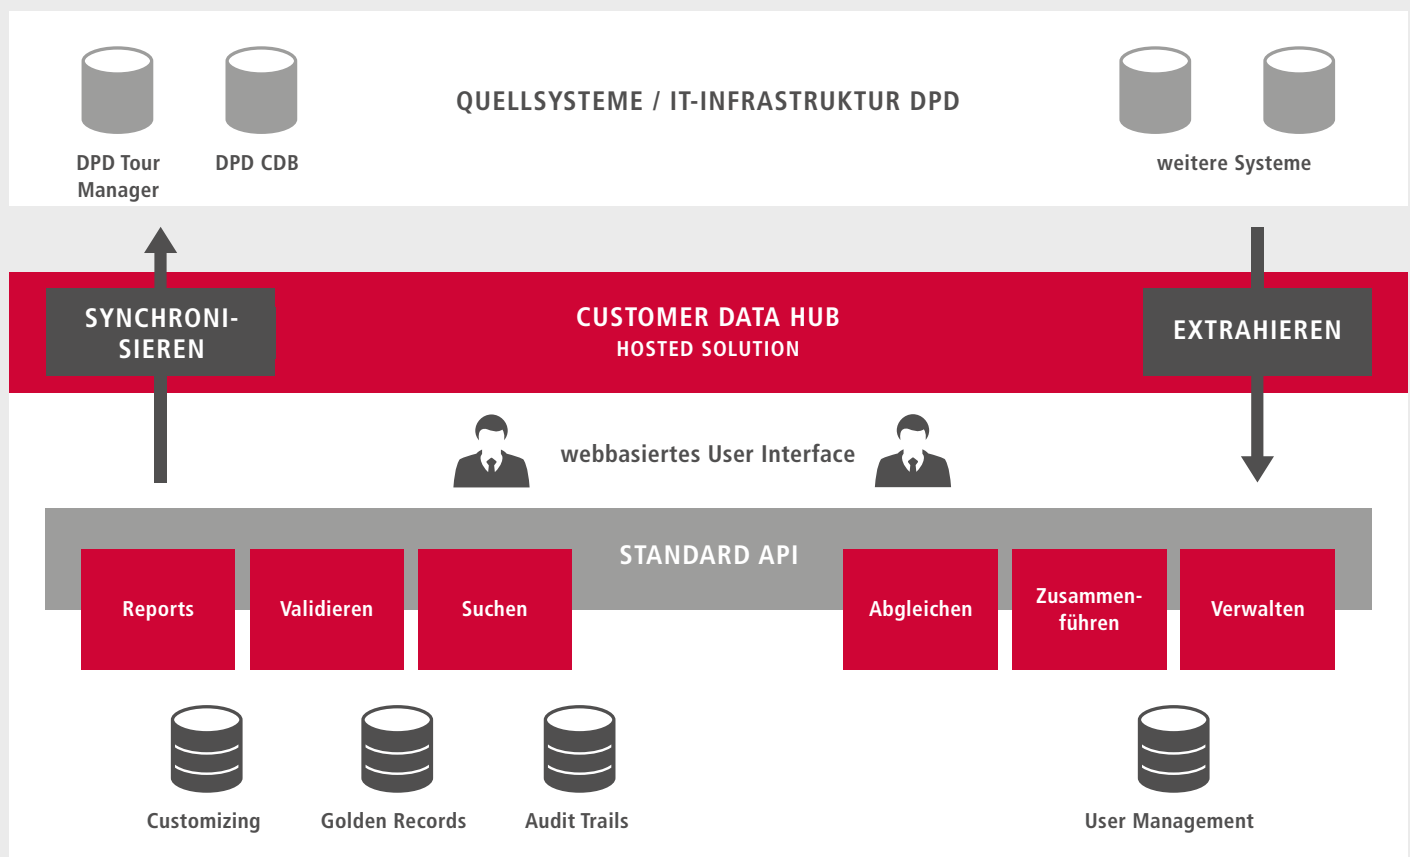 QUELLSYSTEME / IT-INFRASTRUKTUR DPD
DPD Tour
Manager
DPD CDB
weitere Systeme
SYNCHRONI-
SIEREN
CUSTOMER DATA HUB
HOSTED SOLUTION
EXTRAHIEREN
webbasiertes User Interface
STANDARD API
Reports
Validieren
Suchen
Abgleichen
Zusammen-
führen
Verwalten
Customizing
Golden Records
Audit Trails
User Management